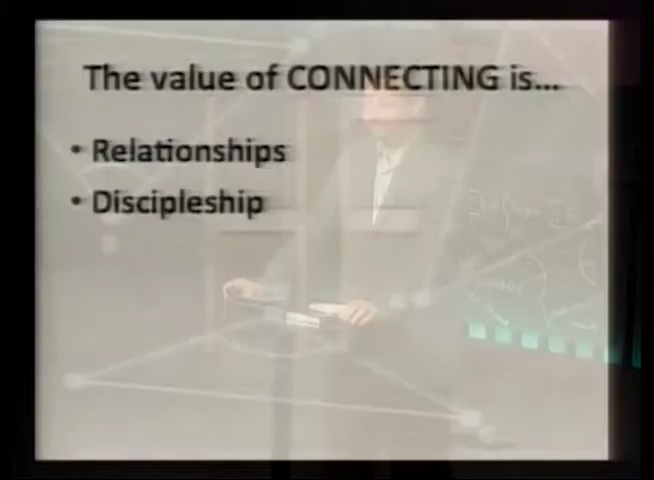 The value of CONNECTING is...
• Relationships
• Discipleship